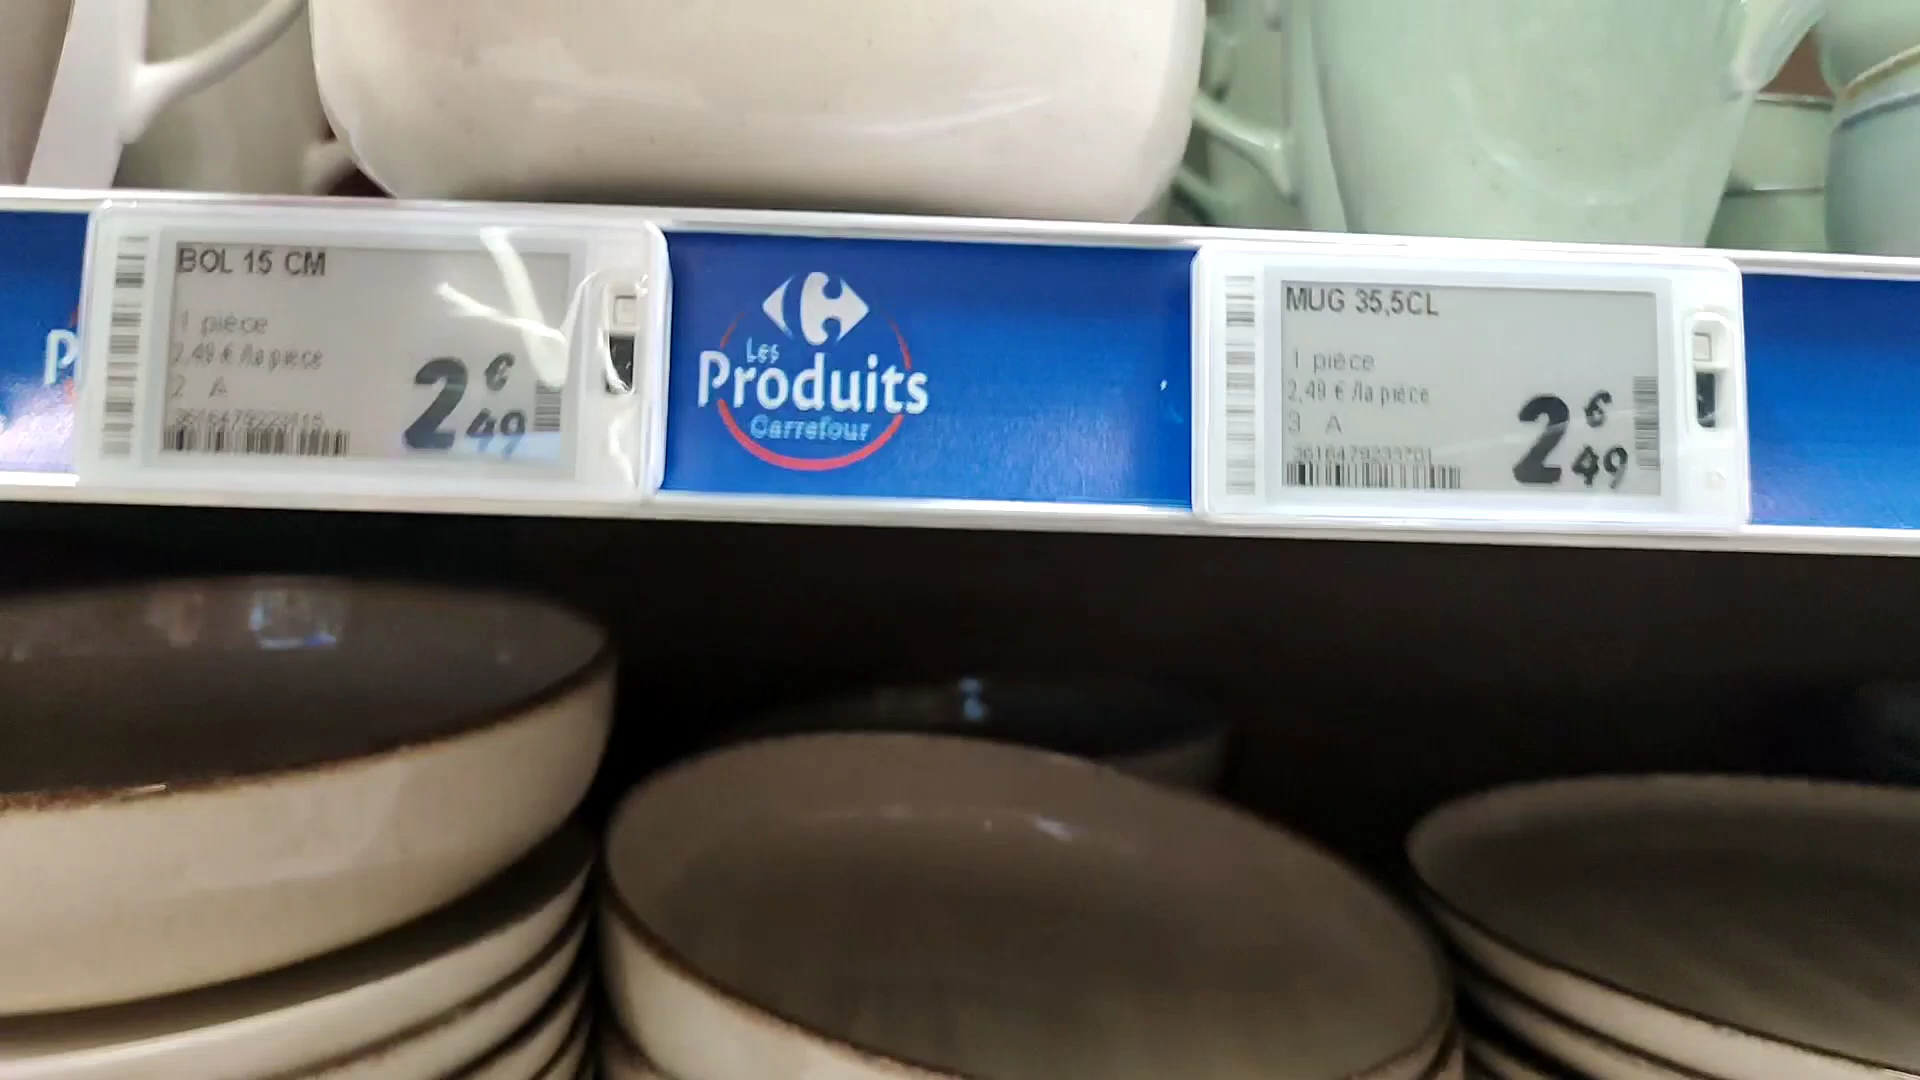 BOL 15 CM
1 pièce
2,49 € /la pièce
2 A
2 € 49
Les
Produits
Carrefour
MUG 35,5CL
1 pièce
2,49 € /la pièce
3 A
2 € 49
P